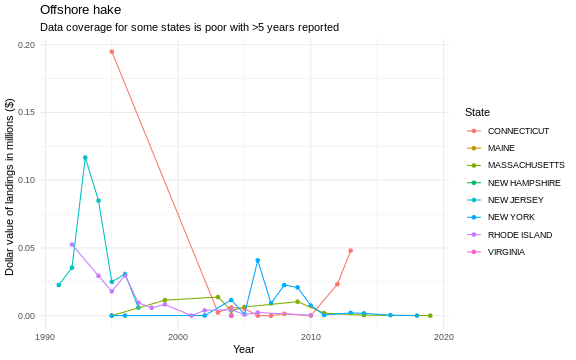 Offshore hake
Data coverage for some states is poor with >5 years reported
Dollar value of landings in millions ($)
0.20
0.15
0.10
0.05
0.00
1990
2000
2010
2020
Year
State
CONNECTICUT
MAINE
MASSACHUSETTS
NEW HAMPSHIRE
NEW JERSEY
NEW YORK
RHODE ISLAND
VIRGINIA